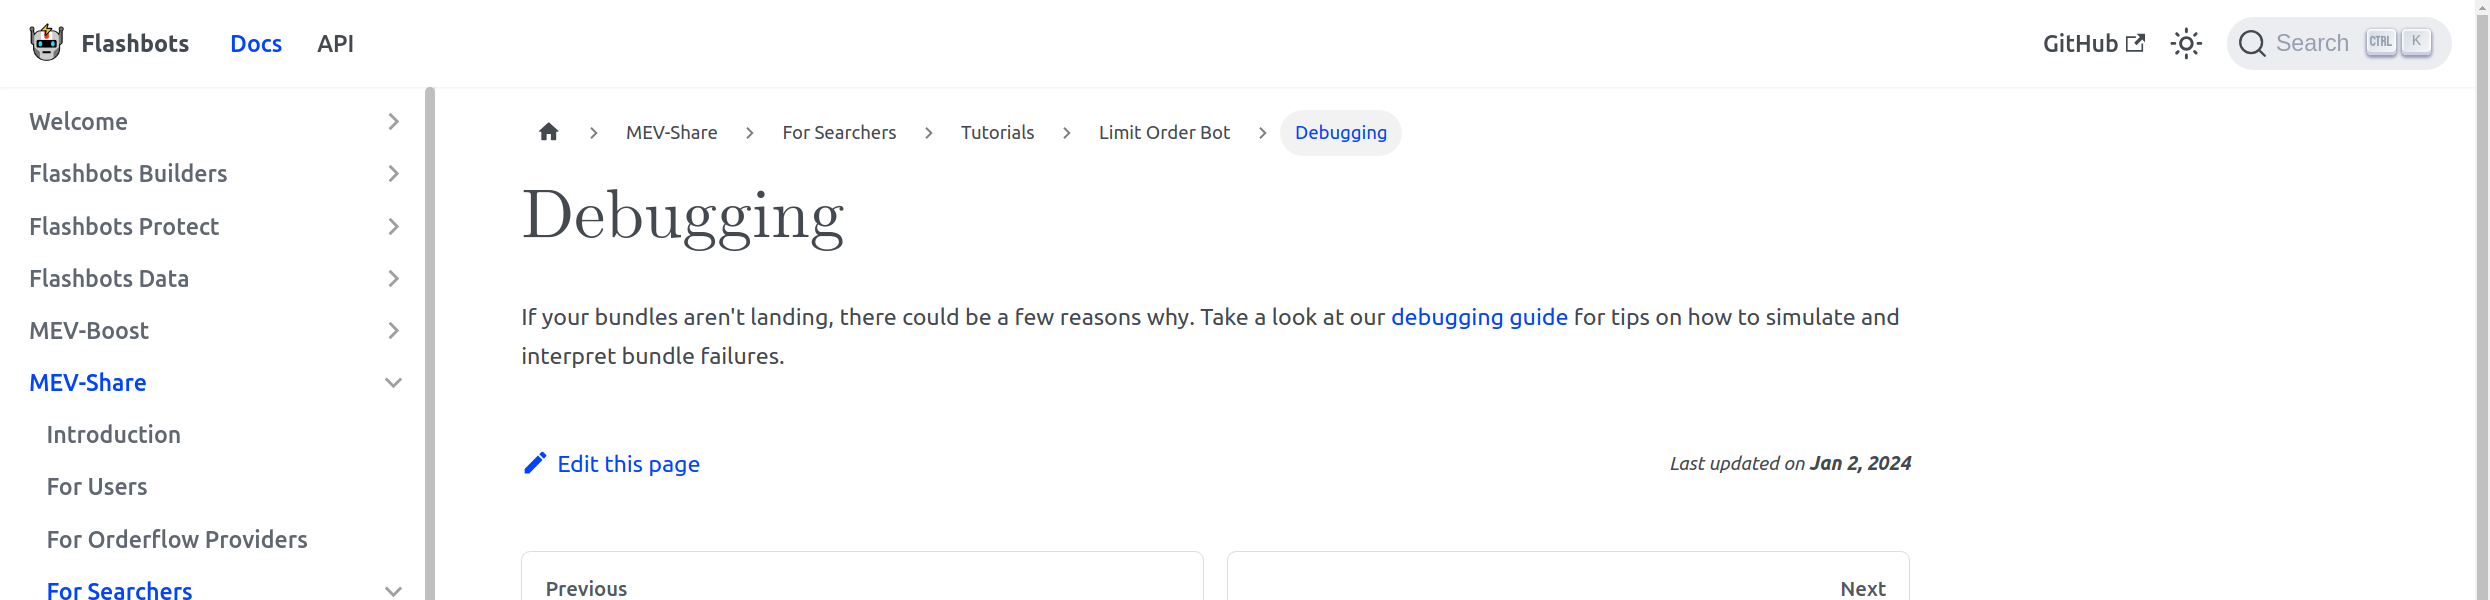 Flashbots Docs API GitHub Search CTRL K
Welcome
Flashbots Builders
Flashbots Protect
Flashbots Data
MEV-Boost
MEV-Share
Introduction
For Users
For Orderflow Providers
For Searchers
MEV-Share For Searchers Tutorials Limit Order Bot Debugging
Debugging
If your bundles aren't landing, there could be a few reasons why. Take a look at our debugging guide for tips on how to simulate and
interpret bundle failures.
Edit this page Last updated on Jan 2, 2024
Previous Next